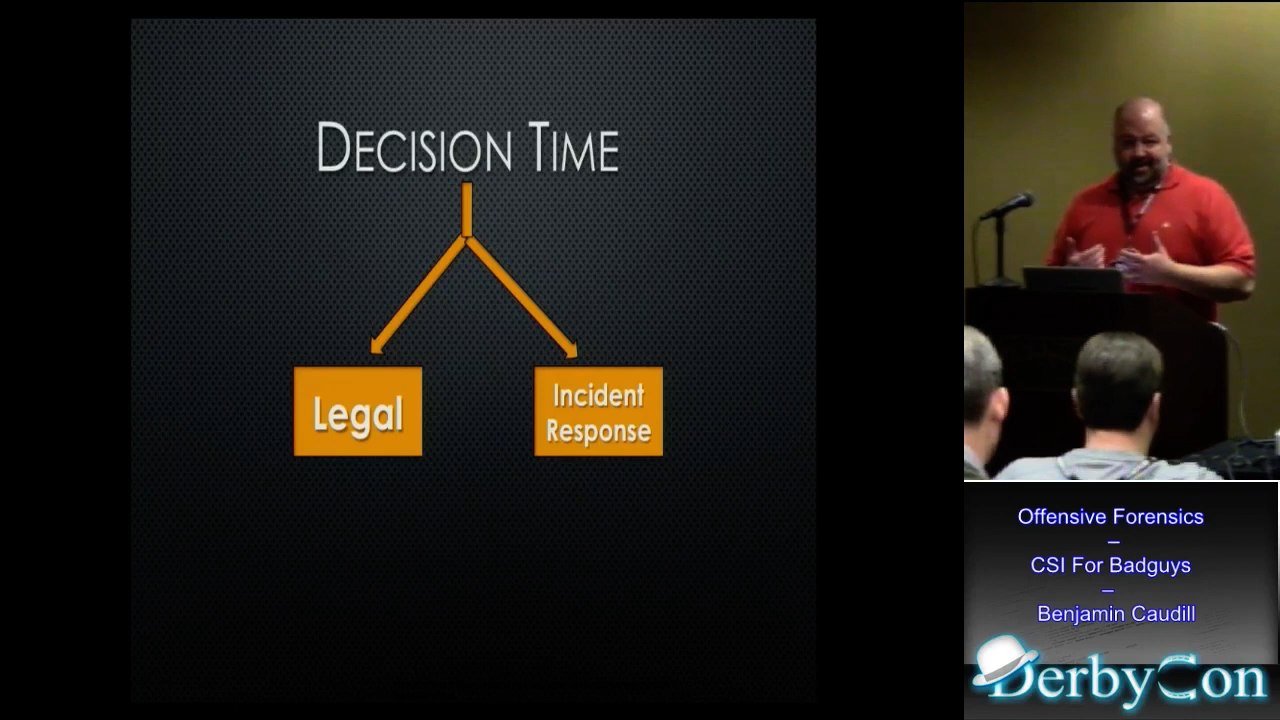 Decision Time
Legal
Incident
Response
Offensive Forensics
–
CSI For Badguys
–
Benjamin Caudill
DerbyCon